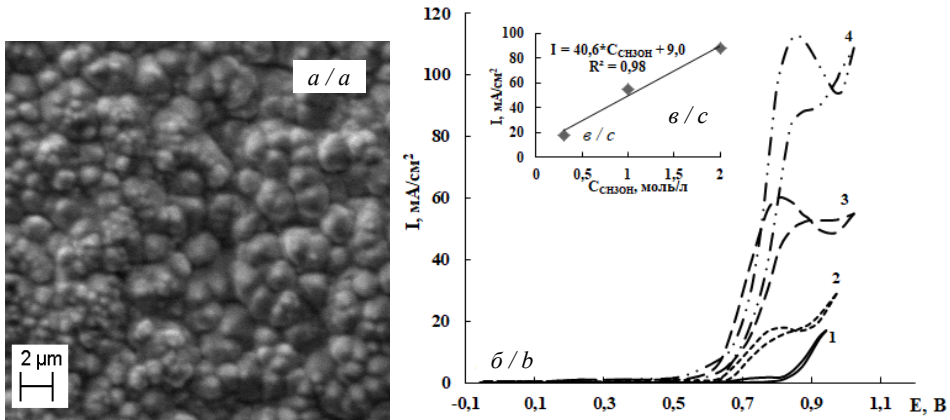 а / a
2 µm
I, мА/см²
120
100
80
60
40
20
0
-0,1
0,1
0,3
0,5
0,7
0,9
1,1
E, В
б / b
1
2
3
4
I, мА/см²
100
80
60
40
20
0
0
0,5
1
1,5
2
C_CH3OH, моль/л
I = 40,6*C_CH3OH + 9,0
R² = 0,98
в / c
в / c